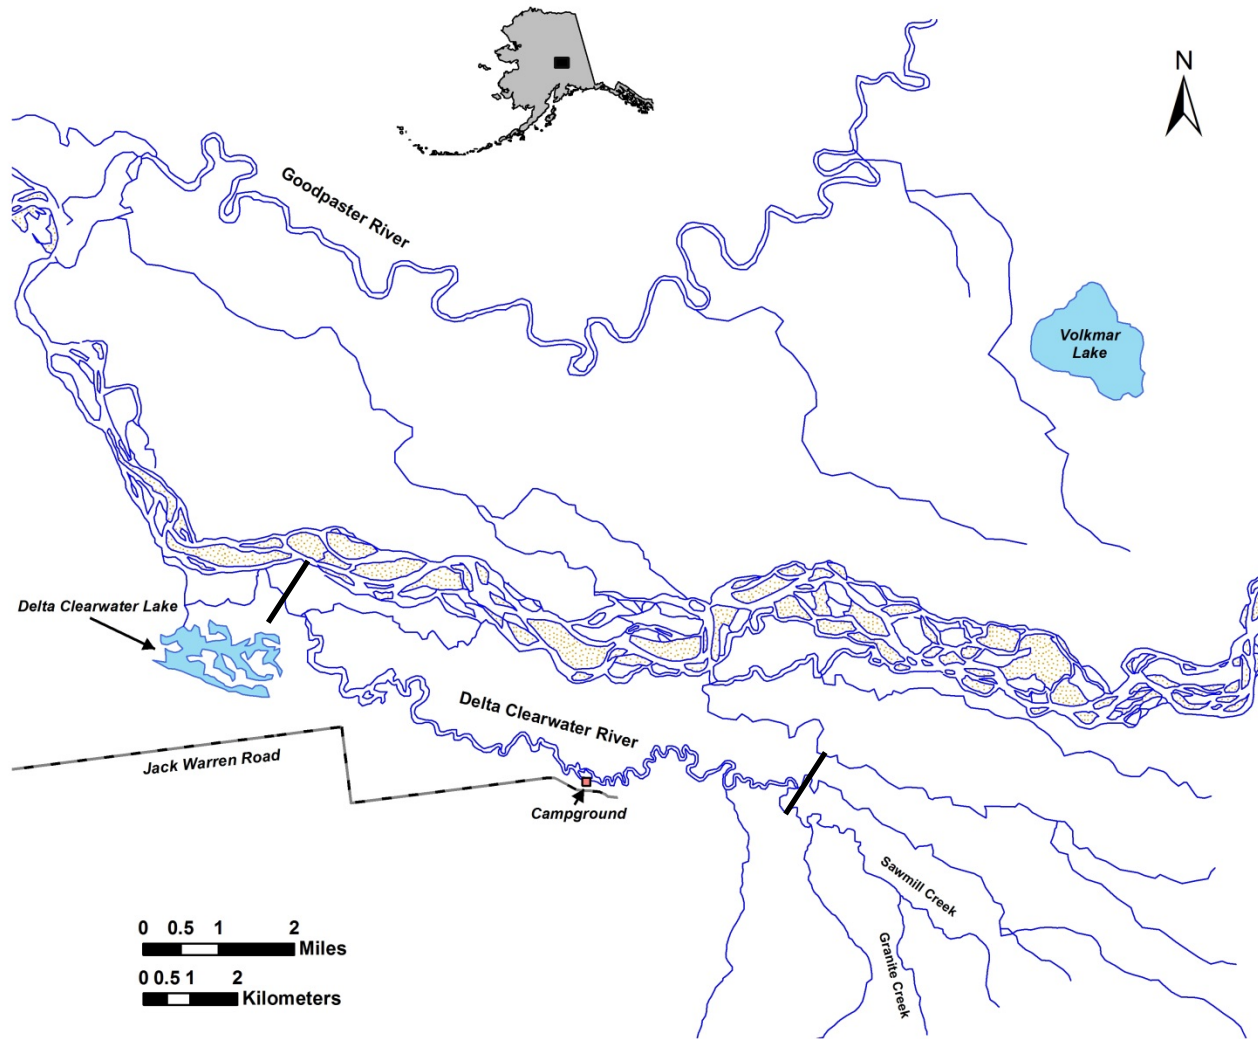 N
Goodpaster River
Volkmar
Lake
Delta Clearwater Lake
Delta Clearwater River
Jack Warren Road
Campground
Sawmill Creek
Granite Creek
0 0.5 1 2
Miles
0 0.5 1 2
Kilometers